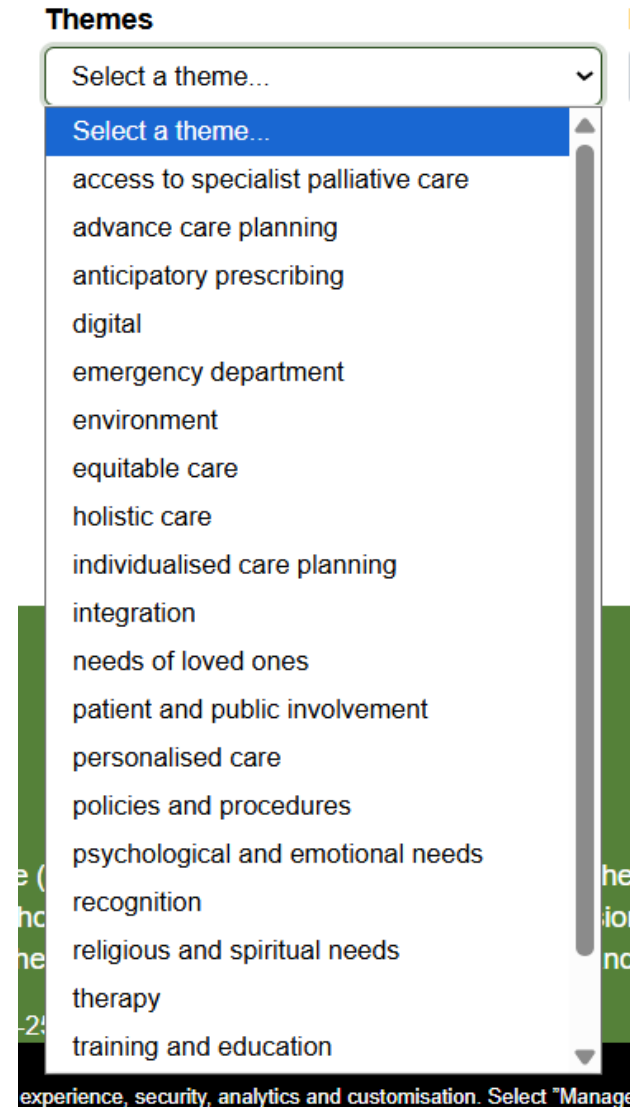 Themes
Select a theme...
Select a theme...
access to specialist palliative care
advance care planning
anticipatory prescribing
digital
emergency department
environment
equitable care
holistic care
individualised care planning
integration
needs of loved ones
patient and public involvement
personalised care
policies and procedures
psychological and emotional needs
recognition
religious and spiritual needs
therapy
training and education
experience, security, analytics and customisation. Select "Manage